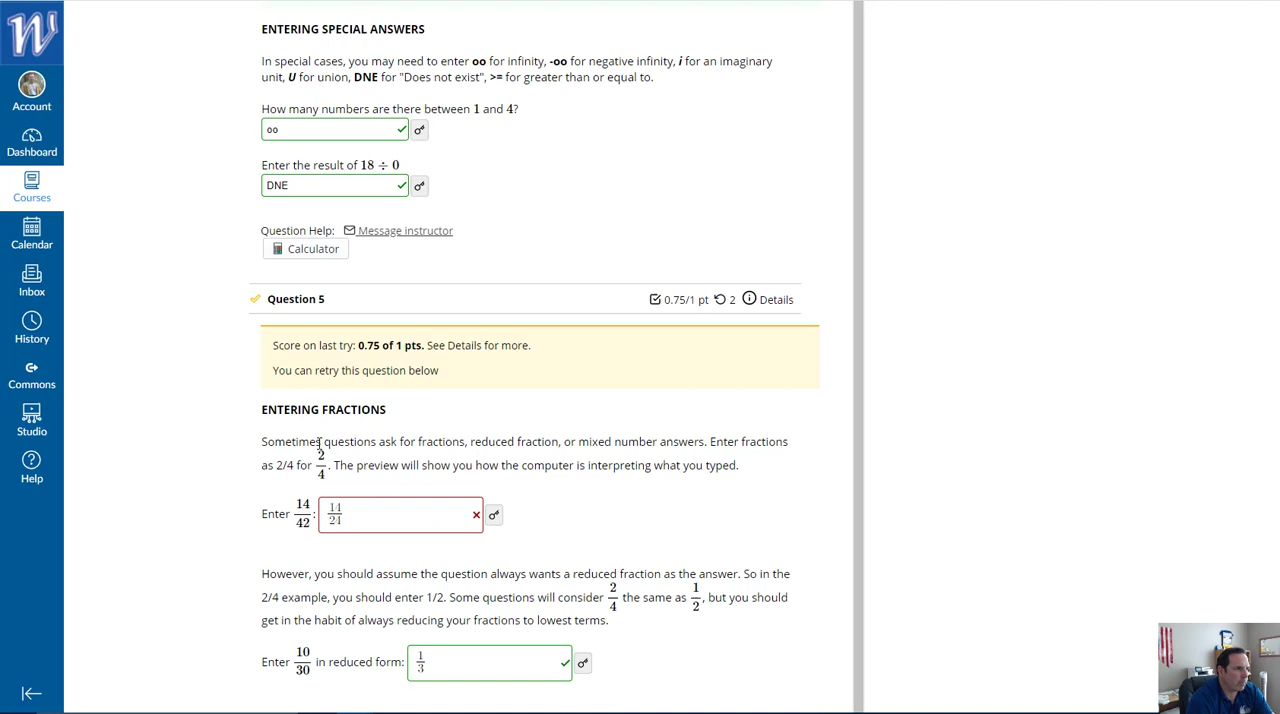 W
Account
Dashboard
Courses
Calendar
Inbox
History
Commons
Studio
Help
ENTERING SPECIAL ANSWERS
In special cases, you may need to enter oo for infinity, -oo for negative infinity, i for an imaginary
unit, U for union, DNE for "Does not exist", >= for greater than or equal to.
How many numbers are there between 1 and 4?
oo
Enter the result of 18 ÷ 0
DNE
Question Help: Message instructor
Calculator
Question 5 0.75/1 pt 2 Details
Score on last try: 0.75 of 1 pts. See Details for more.
You can retry this question below
ENTERING FRACTIONS
Sometimes questions ask for fractions, reduced fraction, or mixed number answers. Enter fractions
as 2/4 for 2/4. The preview will show you how the computer is interpreting what you typed.
Enter 14/42: 14/24
However, you should assume the question always wants a reduced fraction as the answer. So in the
2/4 example, you should enter 1/2. Some questions will consider 2/4 the same as 1/2, but you should
get in the habit of always reducing your fractions to lowest terms.
Enter 10/30 in reduced form: 1/3